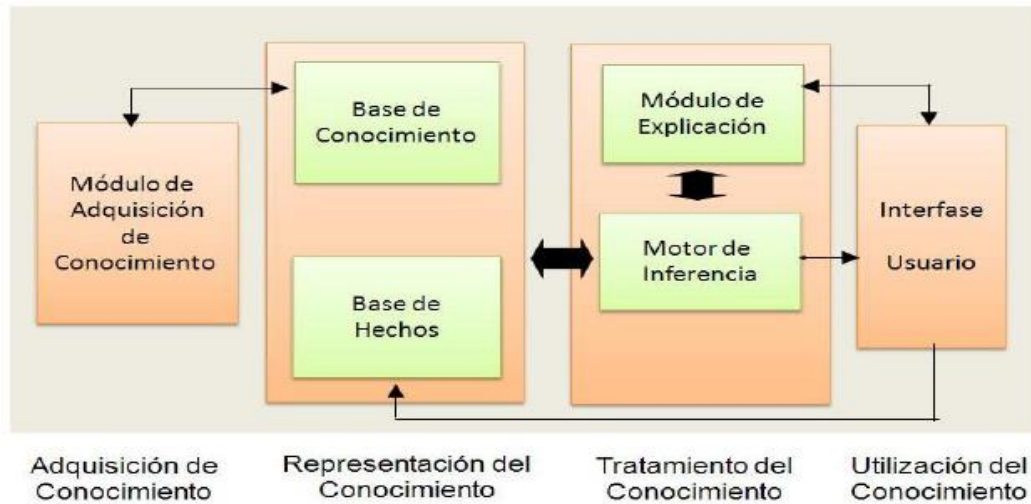 Módulo de
Adquisición
de
Conocimiento
Base de
Conocimiento
Base de
Hechos
Módulo de
Explicación
Motor de
Inferencia
Interfase
Usuario
Adquisición de
Conocimiento
Representación del
Conocimiento
Tratamiento del
Conocimiento
Utilización del
Conocimiento